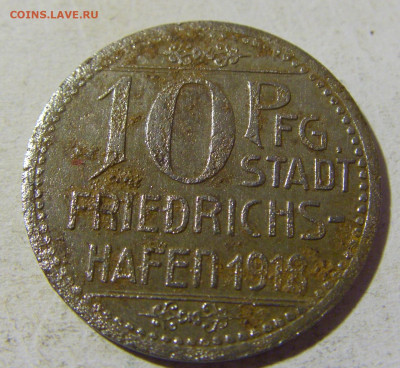 COINS.LAVE.RU
10 PFG
STADT
FRIEDRICHS-
HAFEN 1918